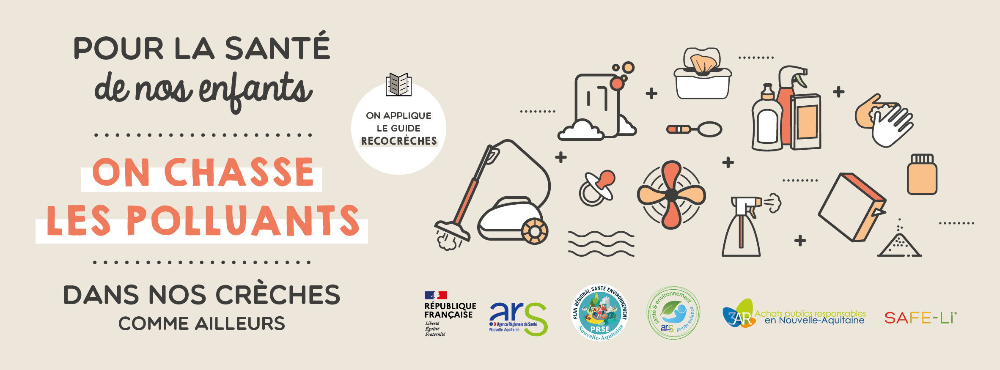 POUR LA SANTÉ
de nos enfants
ON CHASSE
LES POLLUANTS
DANS NOS CRÈCHES
COMME AILLEURS
ON APPLIQUE
LE GUIDE
RECOCRÈCHES
RÉPUBLIQUE
FRANÇAISE
Liberté
Égalité
Fraternité
ars
Agence Régionale de Santé
Nouvelle-Aquitaine
PLAN RÉGIONAL SANTÉ ENVIRONNEMENT
PRSE
Nouvelle-Aquitaine
santé & environnement
ars
petite enfance
3AR Achats publics responsables
en Nouvelle-Aquitaine
SAFE-Li®